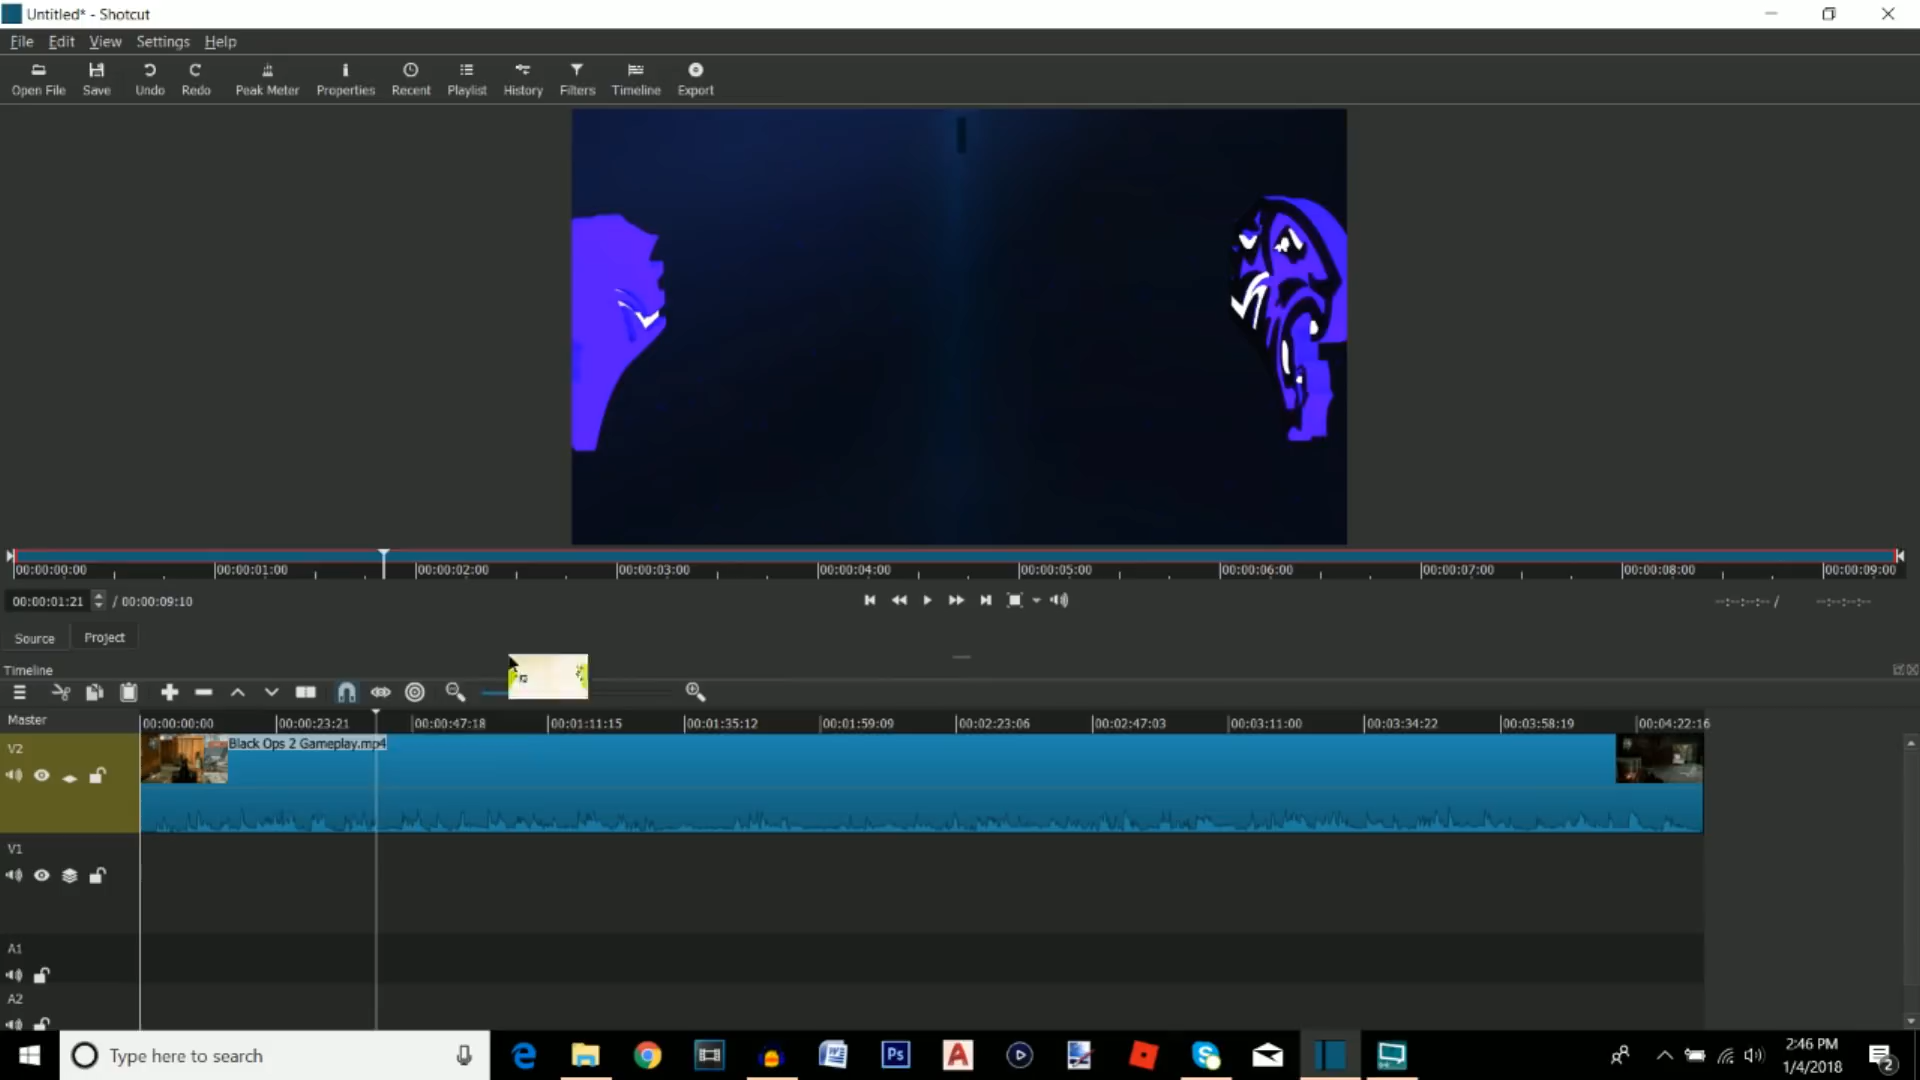 Untitled* - Shotcut
File Edit View Settings Help
Open File Save Undo Redo Peak Meter Properties Recent Playlist History Filters Timeline Export
00:00:00:00 00:00:01:00 00:00:02:00 00:00:03:00 00:00:04:00 00:00:05:00 00:00:06:00 00:00:07:00 00:00:08:00 00:00:09:00
00:00:01:21 / 00:00:09:10 --:--:--:-- / --:--:--:--
Source Project
Timeline
Master 00:00:00:00 00:00:23:21 00:00:47:18 00:01:11:15 00:01:35:12 00:01:59:09 00:02:23:06 00:02:47:03 00:03:11:00 00:03:34:22 00:03:58:19 00:04:22:16
V2 Black Ops 2 Gameplay.mp4
V1
A1
A2
Type here to search
Ps
2:46 PM
1/4/2018
2